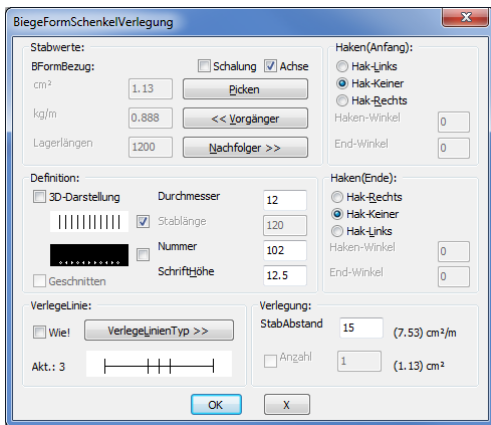 BiegeFormSchenkelVerlegung
Stabwerte:
BFormBezug:
Schalung
Achse
cm²
1.13
Picken
kg/m
0.888
<< Vorgänger
Lagerlängen
1200
Nachfolger >>
Haken(Anfang):
Hak-Links
Hak-Keiner
Hak-Rechts
Haken-Winkel
0
End-Winkel
0
Definition:
3D-Darstellung
Durchmesser
12
Stablänge
120
Nummer
102
Geschnitten
SchriftHöhe
12.5
Haken(Ende):
Hak-Rechts
Hak-Keiner
Hak-Links
Haken-Winkel
0
End-Winkel
0
VerlegeLinie:
Wie!
VerlegeLinienTyp >>
Akt.: 3
Verlegung:
StabAbstand
15
(7.53) cm²/m
Anzahl
1
(1.13) cm²
OK
X